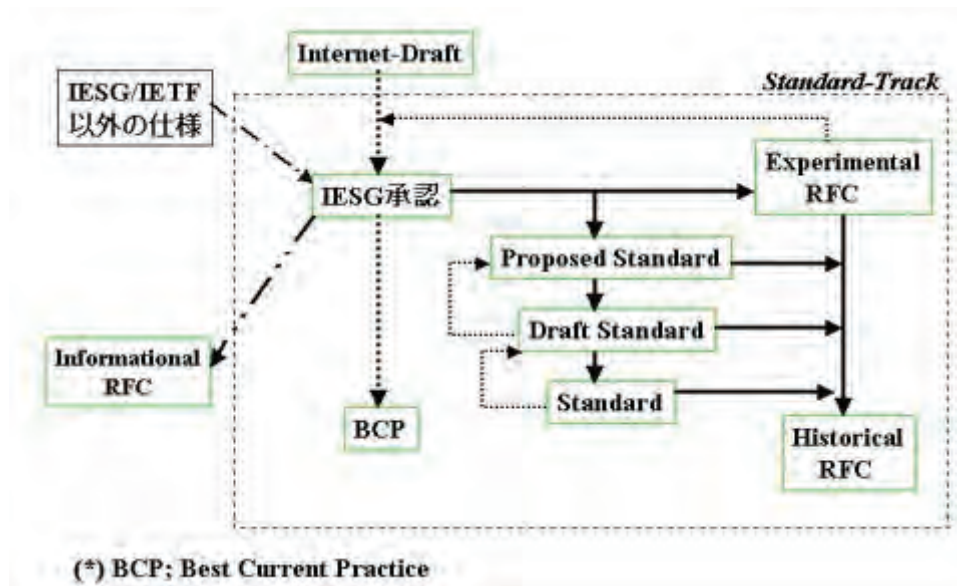 Internet-Draft
IESG/IETF
以外の仕様
Standard-Track
Experimental
RFC
IESG承認
Proposed Standard
Draft Standard
Informational
RFC
Standard
BCP
Historical
RFC
(*) BCP; Best Current Practice